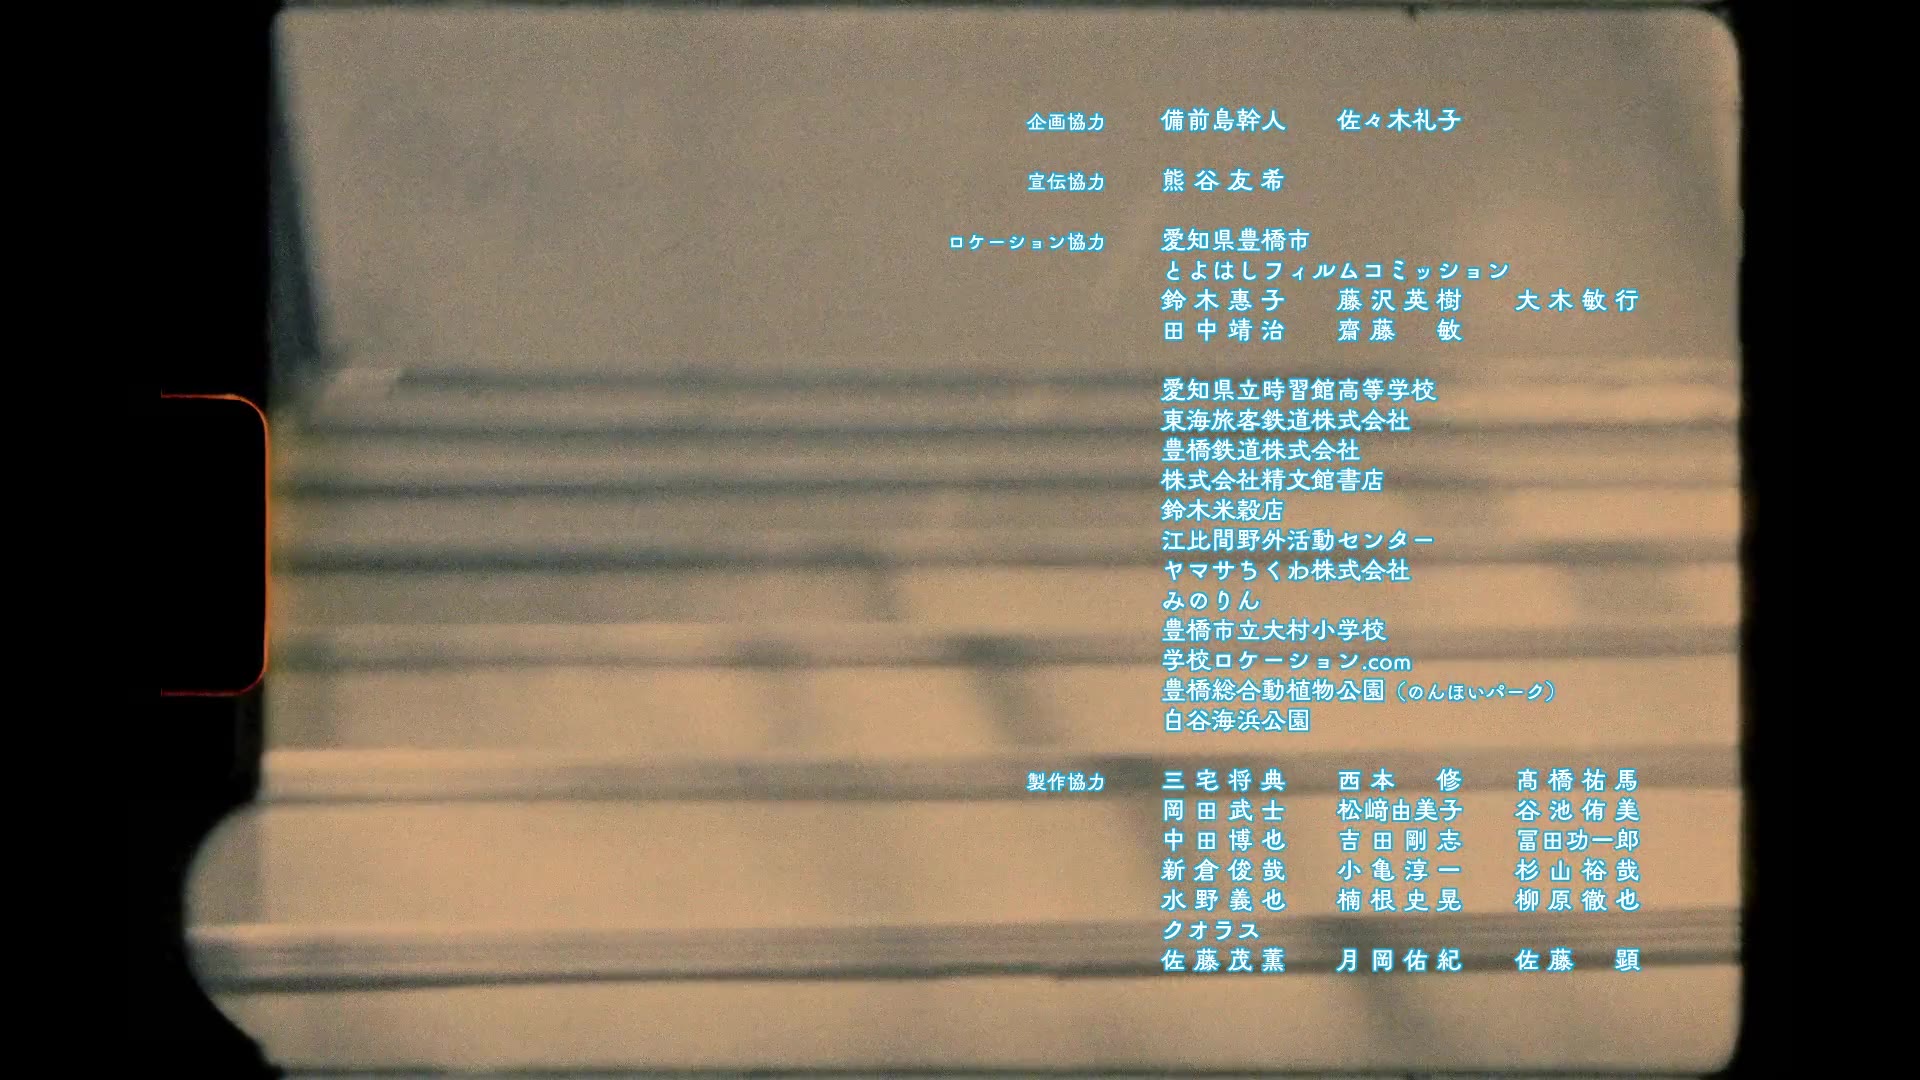 企画協力 備前島幹人 佐々木礼子
宣伝協力 熊谷友希
ロケーション協力 愛知県豊橋市
とよはしフィルムコミッション
鈴木惠子 藤沢英樹 大木敏行
田中靖治 齋藤 敏
愛知県立時習館高等学校
東海旅客鉄道株式会社
豊橋鉄道株式会社
株式会社精文館書店
鈴木米穀店
江比間野外活動センター
ヤマサちくわ株式会社
みのりん
豊橋市立大村小学校
学校ロケーション.com
豊橋総合動植物公園（のんほいパーク）
白谷海浜公園
製作協力 三宅将典 西本 修 髙橋祐馬
岡田武士 松﨑由美子 谷池侑美
中田博也 吉田剛志 冨田功一郎
新倉俊哉 小亀淳一 杉山裕哉
水野義也 楠根史晃 柳原徹也
クオラス
佐藤茂薫 月岡佑紀 佐藤 顕